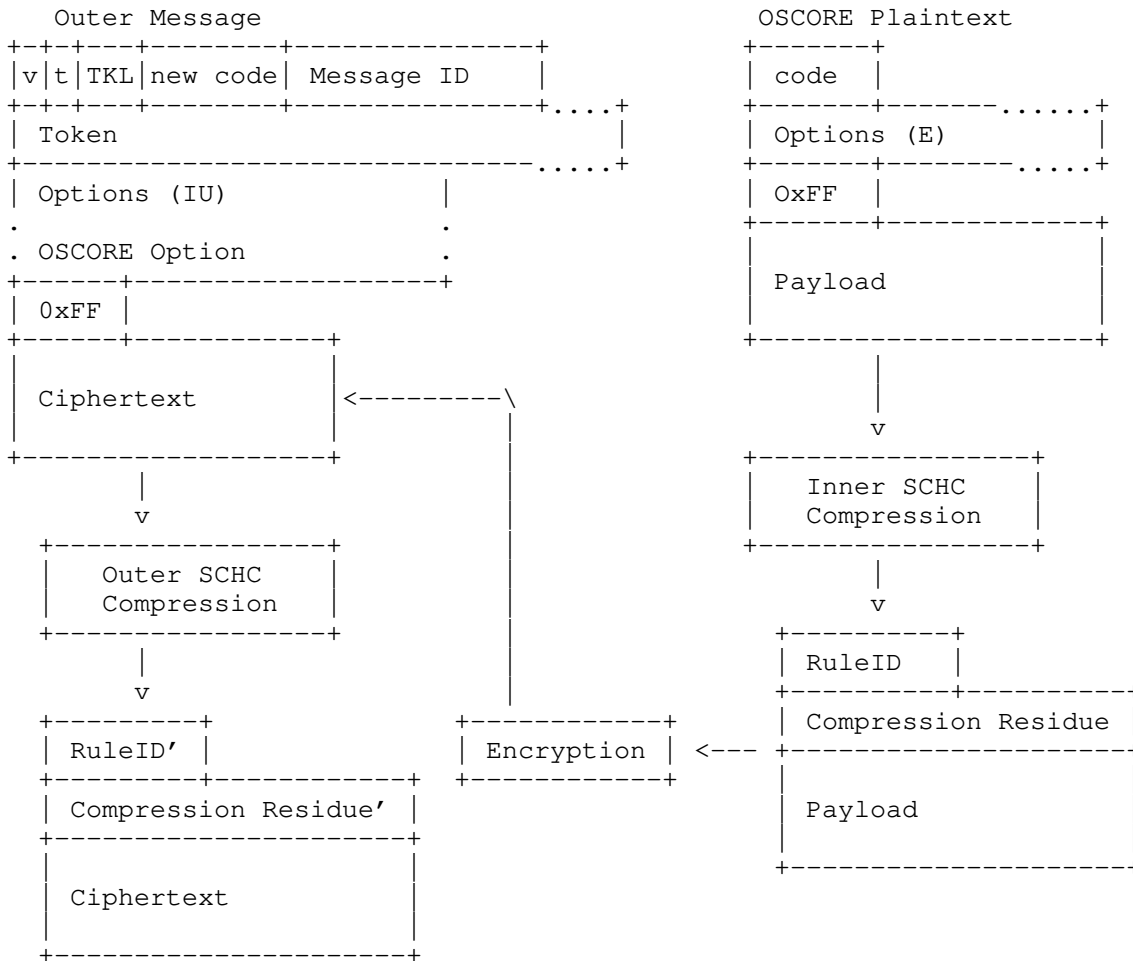 Outer Message OSCORE Plaintext
v t TKL new code Message ID code
Token Options (E)
Options (IU) OxFF
OSCORE Option
Payload
0xFF
Ciphertext <
v
v Inner SCHC
Compression
Outer SCHC
Compression v
RuleID
v
Compression Residue
RuleID′ Encryption <---
Compression Residue′ Payload
Ciphertext